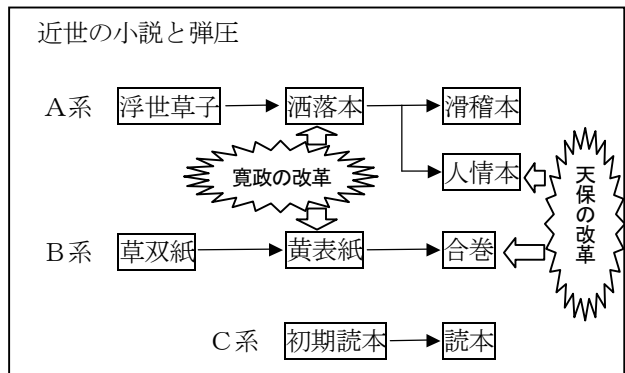 近世の小説と弾圧
A系 浮世草子 洒落本 滑稽本
寛政の改革
人情本
天保の改革
B系 草双紙 黄表紙 合巻
C系 初期読本 読本